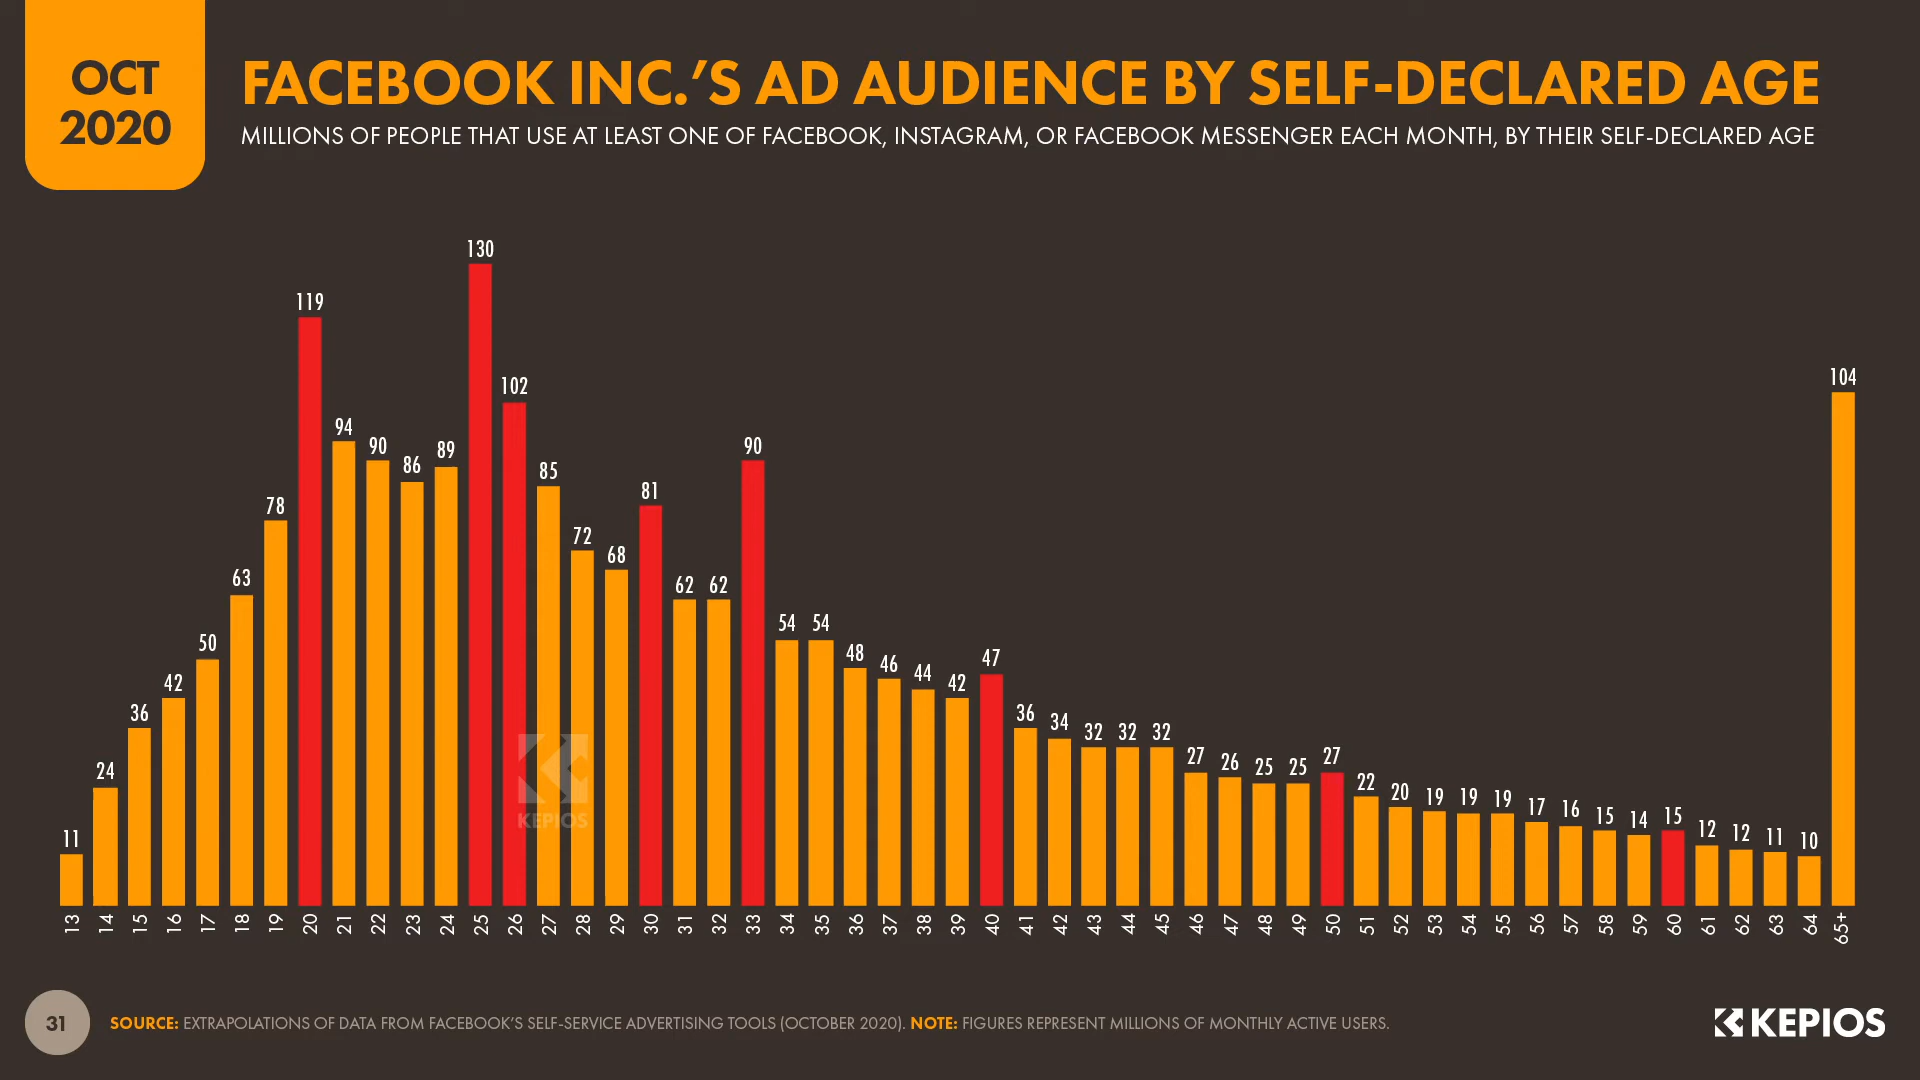 OCT
2020
FACEBOOK INC.’S AD AUDIENCE BY SELF-DECLARED AGE
MILLIONS OF PEOPLE THAT USE AT LEAST ONE OF FACEBOOK, INSTAGRAM, OR FACEBOOK MESSENGER EACH MONTH, BY THEIR SELF-DECLARED AGE
11 24 36 42 50 63 78 119 94 90 86 89 130 102 85 72 68 81 62 62 90 54 54 48 46 44 42 47 36 34 32 32 32 27 26 25 25 27 22 20 19 19 19 17 16 15 14 15 12 12 11 10 104
KEPIOS
13 14 15 16 17 18 19 20 21 22 23 24 25 26 27 28 29 30 31 32 33 34 35 36 37 38 39 40 41 42 43 44 45 46 47 48 49 50 51 52 53 54 55 56 57 58 59 60 61 62 63 64 65+
31
SOURCE: EXTRAPOLATIONS OF DATA FROM FACEBOOK’S SELF-SERVICE ADVERTISING TOOLS (OCTOBER 2020). NOTE: FIGURES REPRESENT MILLIONS OF MONTHLY ACTIVE USERS.
KEPIOS